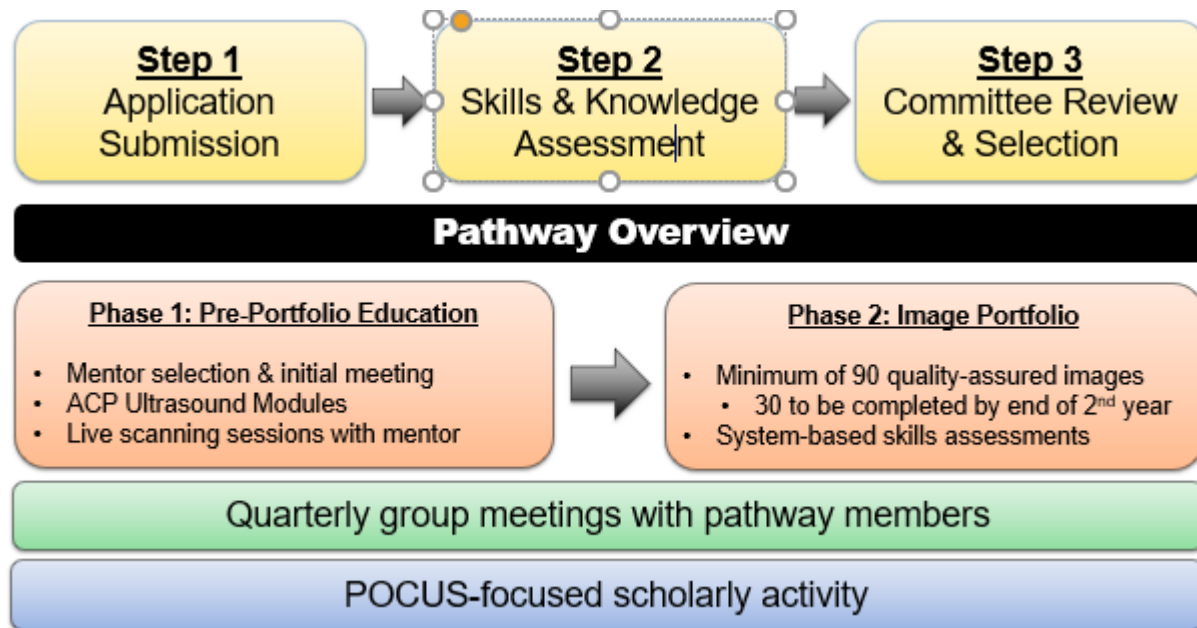 Step 1
Application
Submission
Step 2
Skills & Knowledge
Assessment
Step 3
Committee Review
& Selection
Pathway Overview
Phase 1: Pre-Portfolio Education
• Mentor selection & initial meeting
• ACP Ultrasound Modules
• Live scanning sessions with mentor
Phase 2: Image Portfolio
• Minimum of 90 quality-assured images
• 30 to be completed by end of 2nd year
• System-based skills assessments
Quarterly group meetings with pathway members
POCUS-focused scholarly activity